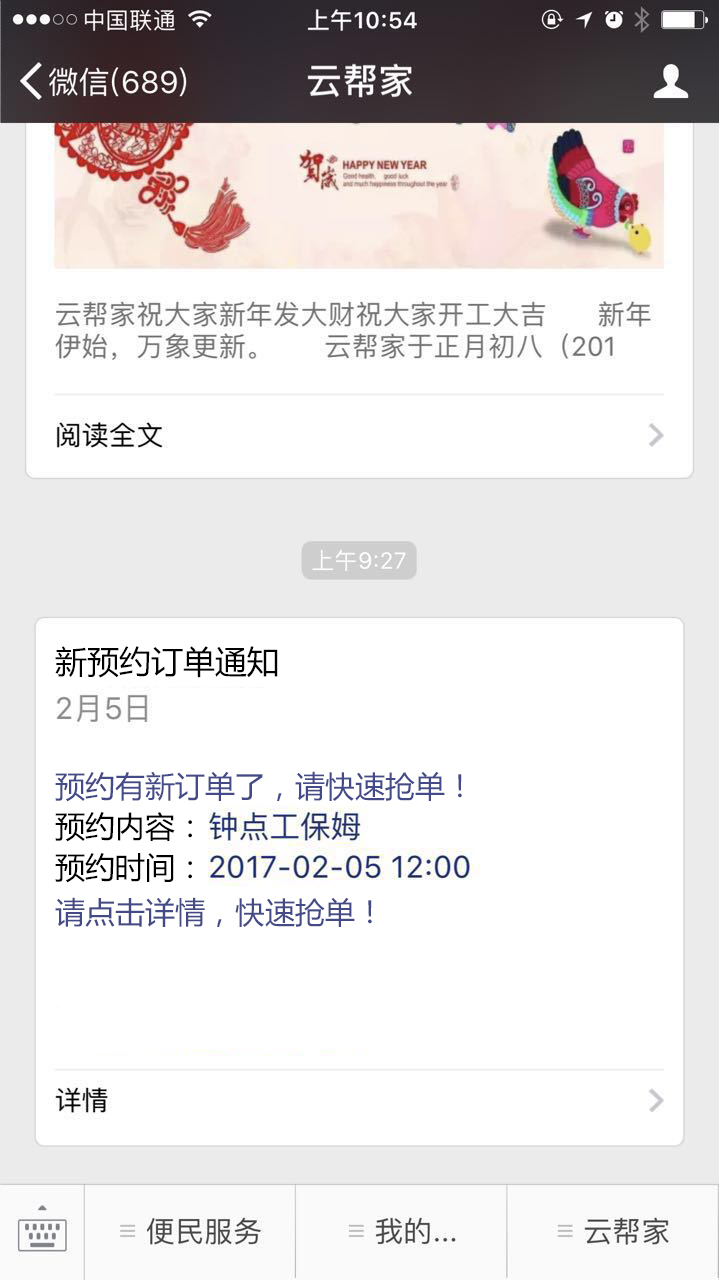 中国联通
上午10:54
微信(689)
云帮家
賀歲
HAPPY NEW YEAR
Good health, good luck
and much happiness throughout the year
云帮家祝大家新年发大财祝大家开工大吉 新年
伊始，万象更新。 云帮家于正月初八（201
阅读全文
上午9:27
新预约订单通知
2月5日
预约有新订单了，请快速抢单！
预约内容：钟点工保姆
预约时间：2017-02-05 12:00
请点击详情，快速抢单！
详情
便民服务
我的...
云帮家